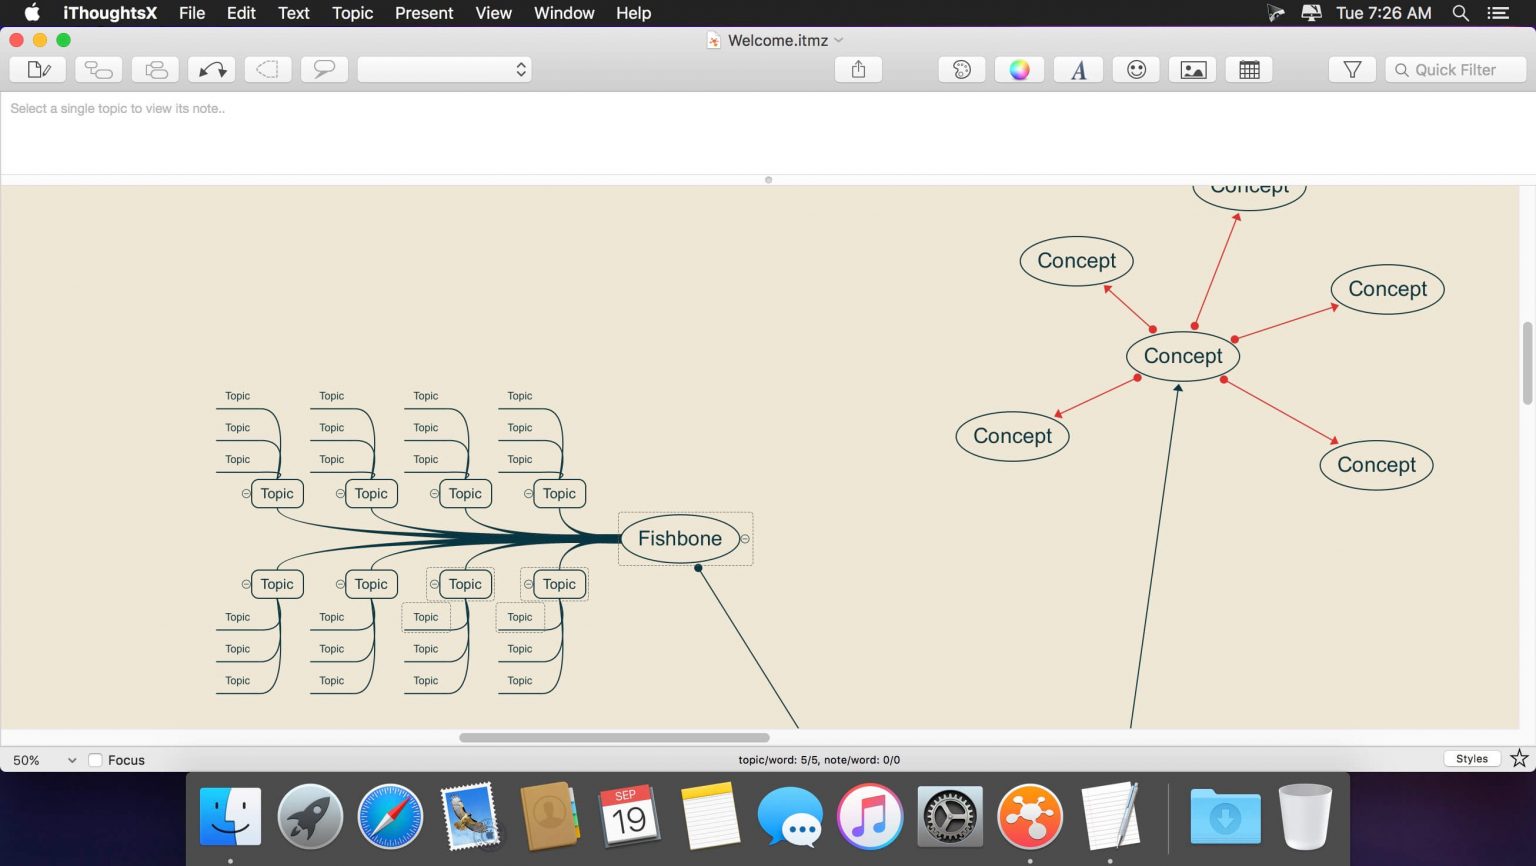 iThoughtsX File Edit Text Topic Present View Window Help Tue 7:26 AM
Welcome.itmz
A Quick Filter
Select a single topic to view its note..
Concept
Concept
Concept
Concept
Concept
Concept
Topic Topic Topic Topic
Topic Topic Topic Topic
Topic Topic Topic Topic
Topic Topic Topic Topic
Fishbone
Topic Topic Topic Topic
Topic Topic Topic Topic
Topic Topic Topic Topic
Topic Topic Topic Topic
50% Focus topic/word: 5/5, note/word: 0/0 Styles
SEP
19